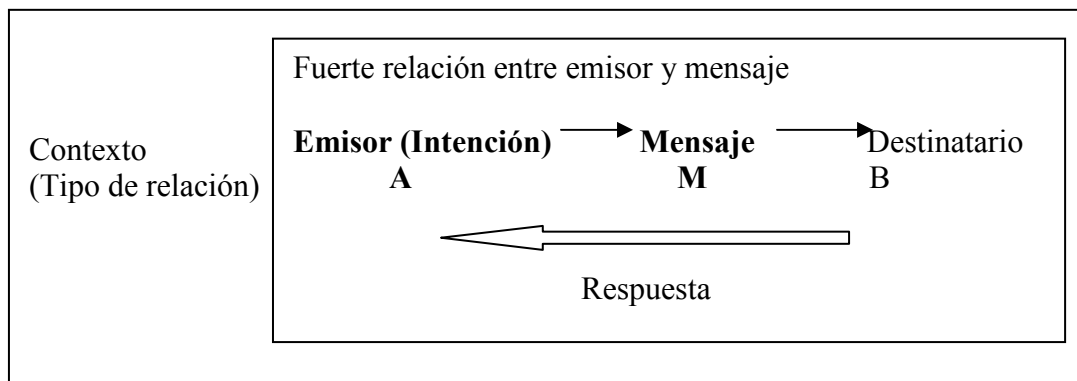 Fuerte relación entre emisor y mensaje
Contexto
(Tipo de relación)
Emisor (Intención) Mensaje Destinatario
A M B
Respuesta